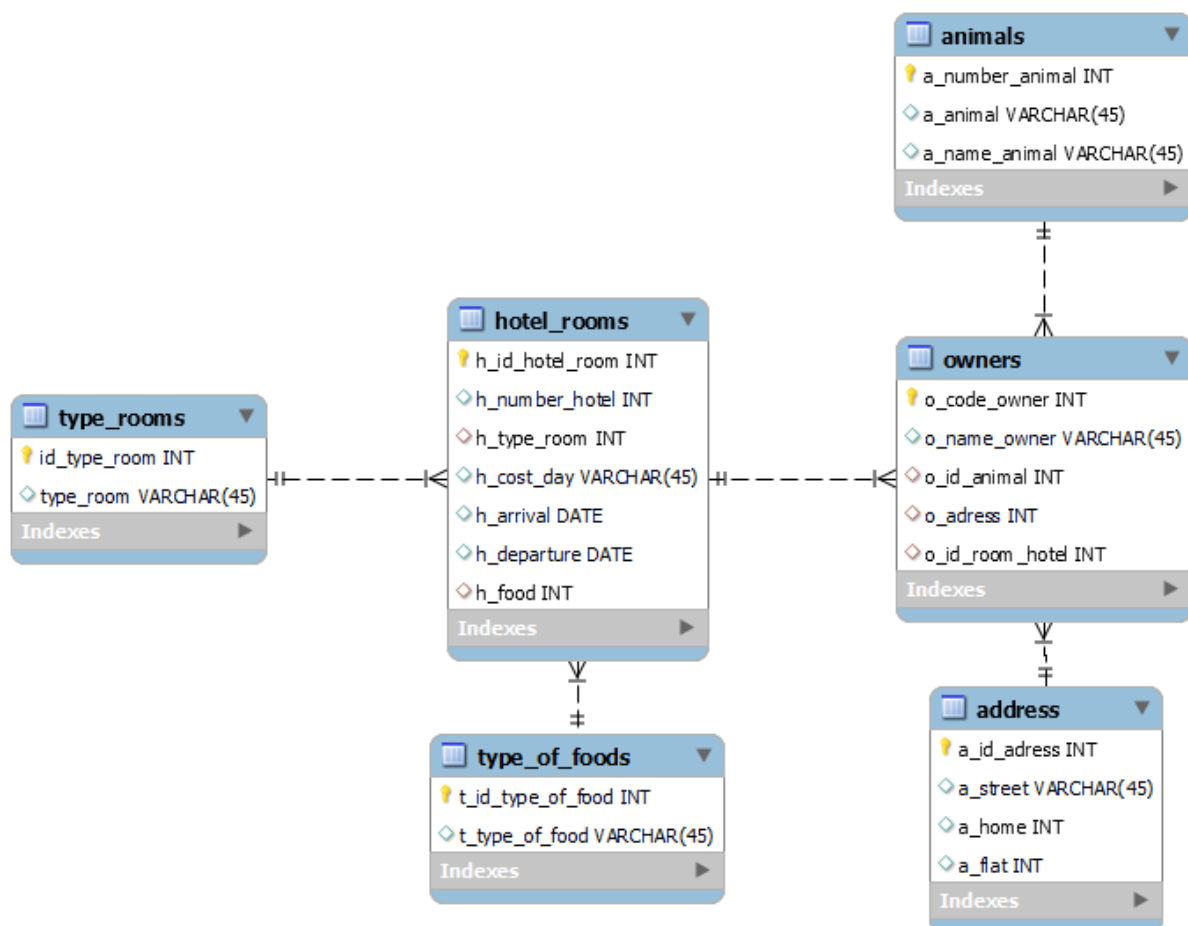 animals
a_number_animal INT
a_animal VARCHAR(45)
a_name_animal VARCHAR(45)
Indexes
hotel_rooms
h_id_hotel_room INT
h_number_hotel INT
h_type_room INT
h_cost_day VARCHAR(45)
h_arrival DATE
h_departure DATE
h_food INT
Indexes
owners
o_code_owner INT
o_name_owner VARCHAR(45)
o_id_animal INT
o_adress INT
o_id_room_hotel INT
Indexes
type_rooms
id_type_room INT
type_room VARCHAR(45)
Indexes
type_of_foods
t_id_type_of_food INT
t_type_of_food VARCHAR(45)
Indexes
address
a_id_adress INT
a_street VARCHAR(45)
a_home INT
a_flat INT
Indexes